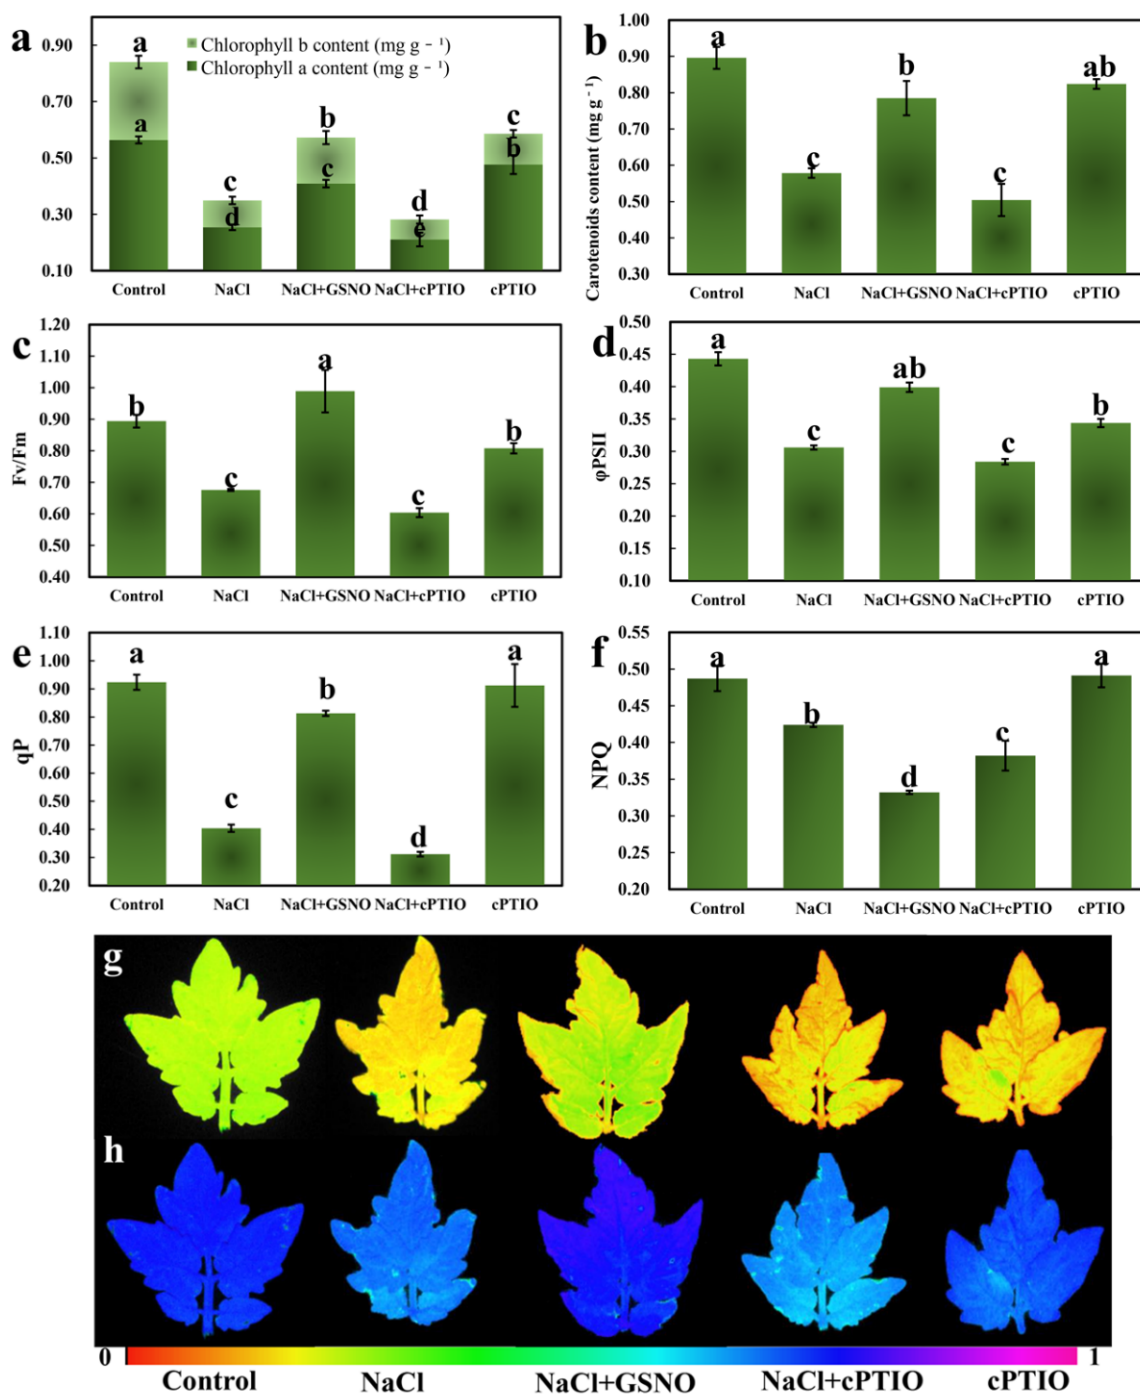 a
0.90
0.70
0.50
0.30
0.10
Chlorophyll b content (mg g - ¹)
Chlorophyll a content (mg g - ¹)
a
a
c
d
b
c
d
e
c
b
Control NaCl NaCl+GSNO NaCl+cPTIO cPTIO
b
Carotenoids content (mg g - ¹)
1.00
0.90
0.80
0.70
0.60
0.50
0.40
0.30
a
c
b
c
ab
Control NaCl NaCl+GSNO NaCl+cPTIO cPTIO
c
Fv/Fm
1.20
1.10
1.00
0.90
0.80
0.70
0.60
0.50
0.40
b
c
a
c
b
Control NaCl NaCl+GSNO NaCl+cPTIO cPTIO
d
φPSII
0.50
0.45
0.40
0.35
0.30
0.25
0.20
0.15
0.10
a
c
ab
c
b
Control NaCl NaCl+GSNO NaCl+cPTIO cPTIO
e
qP
1.10
1.00
0.90
0.80
0.70
0.60
0.50
0.40
0.30
0.20
a
c
b
d
a
Control NaCl NaCl+GSNO NaCl+cPTIO cPTIO
f
NPQ
0.55
0.50
0.45
0.40
0.35
0.30
0.25
0.20
a
b
d
c
a
Control NaCl NaCl+GSNO NaCl+cPTIO cPTIO
g
h
0 1
Control NaCl NaCl+GSNO NaCl+cPTIO cPTIO